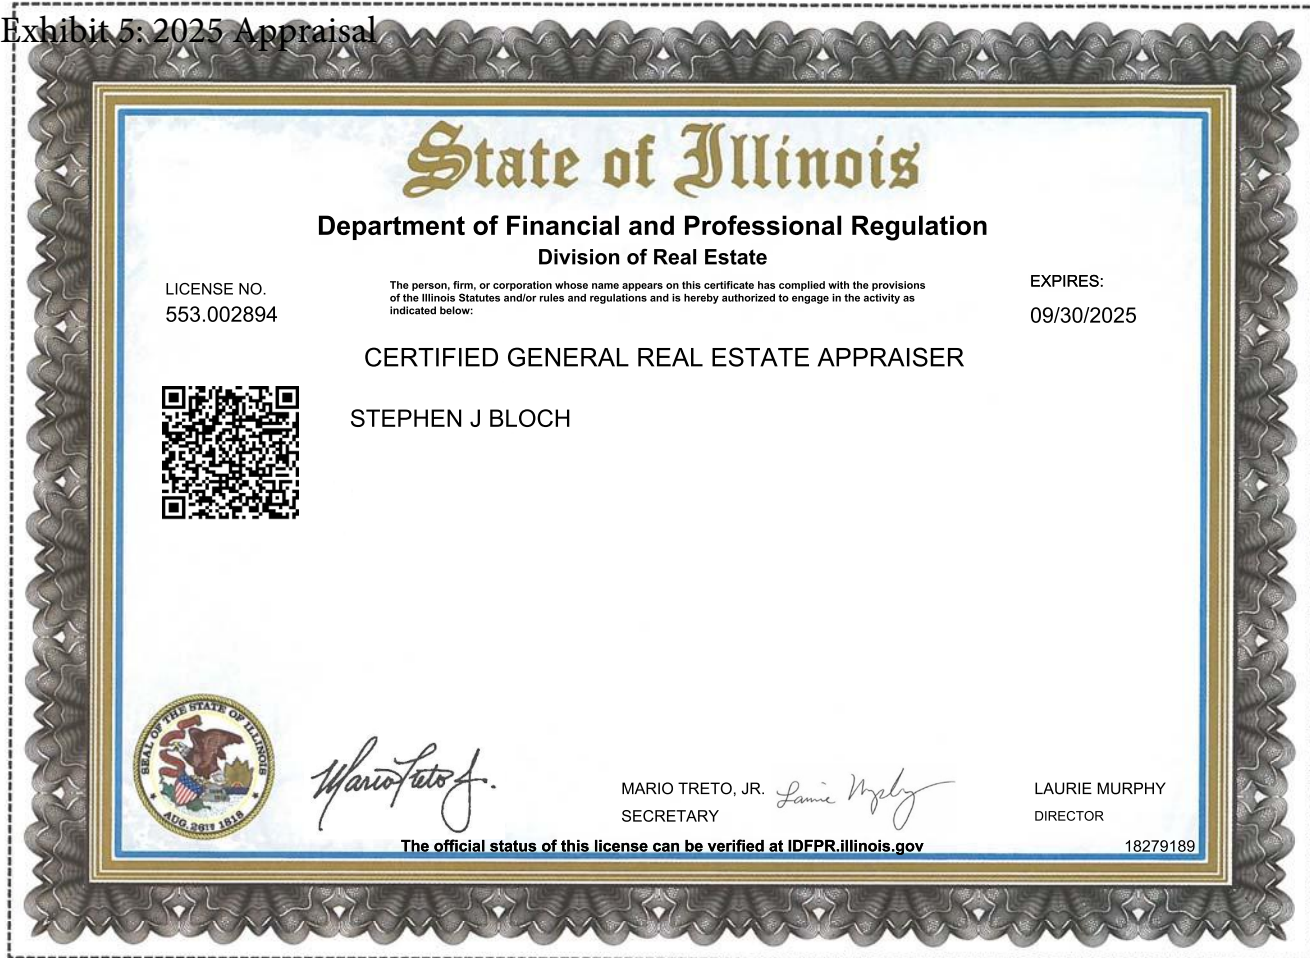 Exhibit 5: 2025 Appraisal
State of Illinois
Department of Financial and Professional Regulation
Division of Real Estate
LICENSE NO.
553.002894
The person, firm, or corporation whose name appears on this certificate has complied with the provisions
of the Illinois Statutes and/or rules and regulations and is hereby authorized to engage in the activity as
indicated below:
EXPIRES:
09/30/2025
CERTIFIED GENERAL REAL ESTATE APPRAISER
STEPHEN J BLOCH
SEAL OF THE STATE OF ILLINOIS
AUG. 26TH 1818
Mario Treto Jr.
MARIO TRETO, JR.
SECRETARY
Laurie Murphy
LAURIE MURPHY
DIRECTOR
The official status of this license can be verified at IDFPR.illinois.gov
18279189